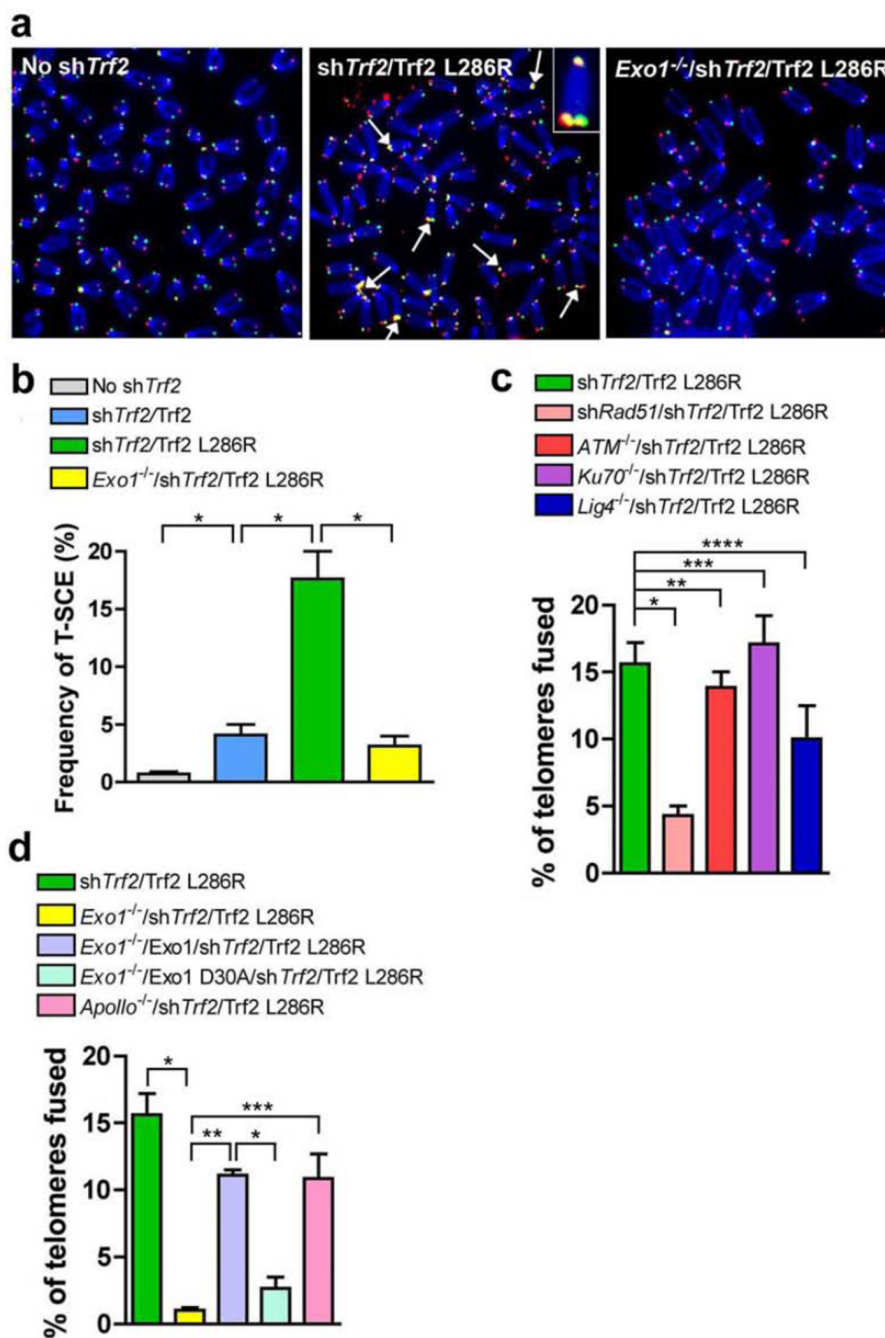 a
No shTrf2
shTrf2/Trf2 L286R
Exo1-/-/shTrf2/Trf2 L286R
b
No shTrf2
shTrf2/Trf2
shTrf2/Trf2 L286R
Exo1-/-/shTrf2/Trf2 L286R
* * *
Frequency of T-SCE (%)
20
15
10
5
0
c
shTrf2/Trf2 L286R
shRad51/shTrf2/Trf2 L286R
ATM-/-/shTrf2/Trf2 L286R
Ku70-/-/shTrf2/Trf2 L286R
Lig4-/-/shTrf2/Trf2 L286R
****
***
**
*
% of telomeres fused
20
15
10
5
0
d
shTrf2/Trf2 L286R
Exo1-/-/shTrf2/Trf2 L286R
Exo1-/-/Exo1/shTrf2/Trf2 L286R
Exo1-/-/Exo1 D30A/shTrf2/Trf2 L286R
Apollo-/-/shTrf2/Trf2 L286R
*
***
** *
% of telomeres fused
20
15
10
5
0